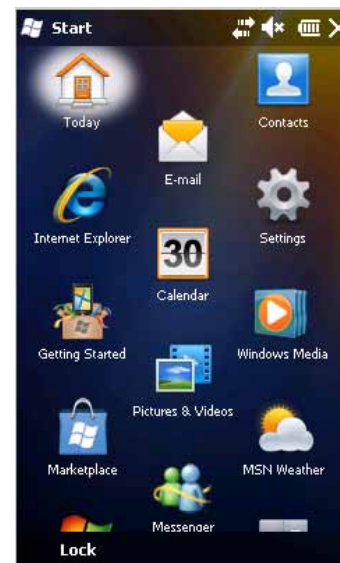 Start
Today
Contacts
E-mail
Internet Explorer
Settings
30
Calendar
Getting Started
Windows Media
Pictures & Videos
Marketplace
MSN Weather
Messenger
Lock